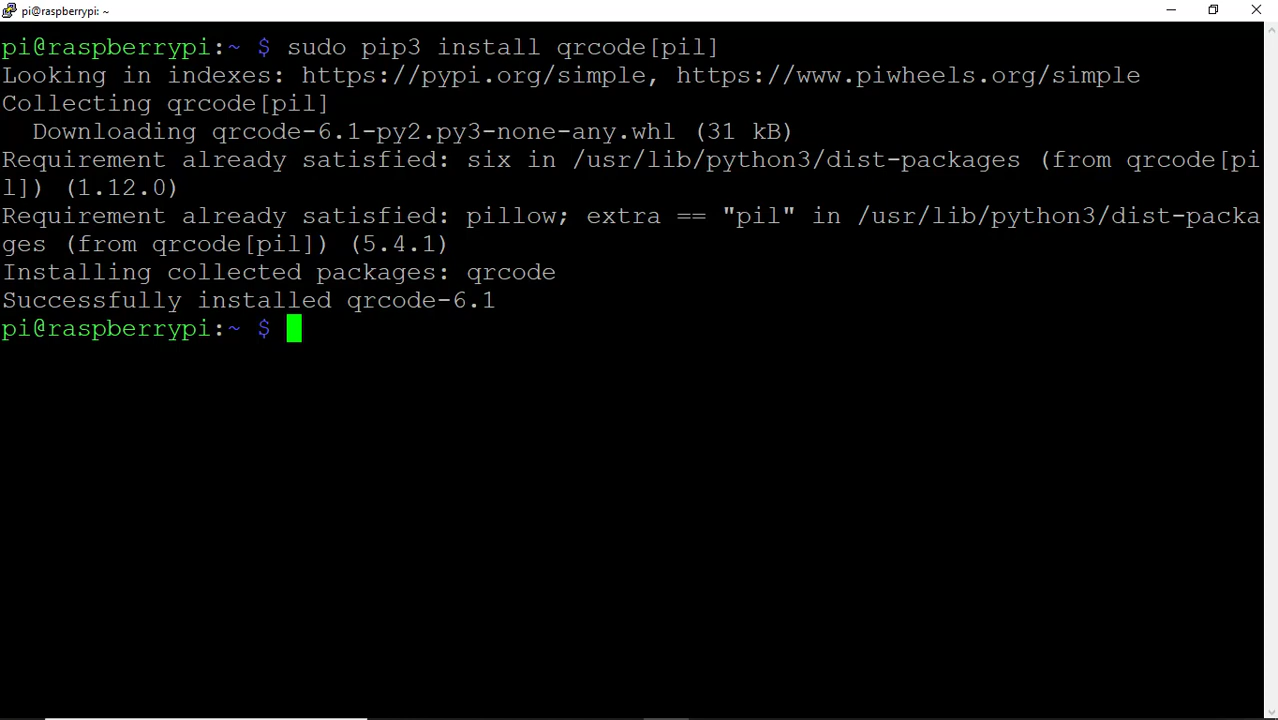 pi@raspberrypi: ~
pi@raspberrypi:~ $ sudo pip3 install qrcode[pil]
Looking in indexes: https://pypi.org/simple, https://www.piwheels.org/simple
Collecting qrcode[pil]
  Downloading qrcode-6.1-py2.py3-none-any.whl (31 kB)
Requirement already satisfied: six in /usr/lib/python3/dist-packages (from qrcode[pi
l]) (1.12.0)
Requirement already satisfied: pillow; extra == "pil" in /usr/lib/python3/dist-packa
ges (from qrcode[pil]) (5.4.1)
Installing collected packages: qrcode
Successfully installed qrcode-6.1
pi@raspberrypi:~ $